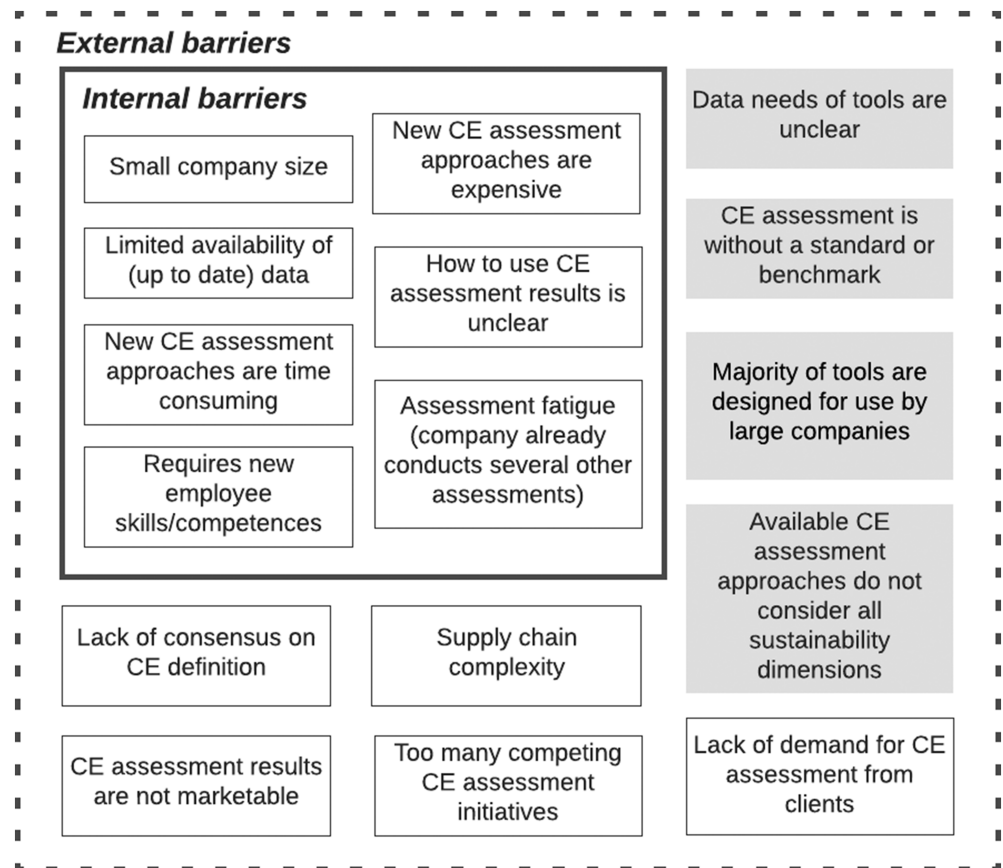 External barriers
Internal barriers
Small company size
Limited availability of
(up to date) data
New CE assessment
approaches are time
consuming
Requires new
employee
skills/competences
New CE assessment
approaches are
expensive
How to use CE
assessment results is
unclear
Assessment fatigue
(company already
conducts several other
assessments)
Data needs of tools are
unclear
CE assessment is
without a standard or
benchmark
Majority of tools are
designed for use by
large companies
Available CE
assessment
approaches do not
consider all
sustainability
dimensions
Lack of consensus on
CE definition
Supply chain
complexity
CE assessment results
are not marketable
Too many competing
CE assessment
initiatives
Lack of demand for CE
assessment from
clients